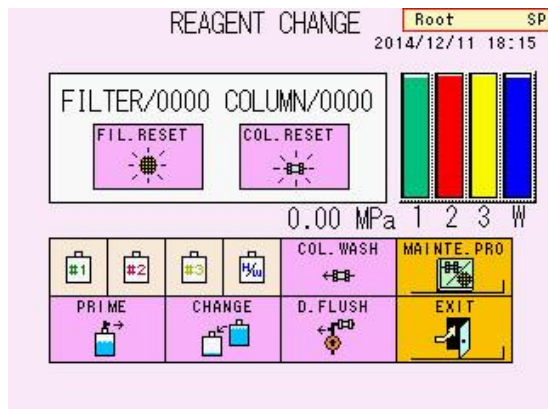 REAGENT CHANGE
Root SP
2014/12/11 18:15
FILTER/0000 COLUMN/0000
FIL.RESET COL.RESET
0.00 MPa 1 2 3 W
#1 #2 #3 H/W COL.WASH MAINTE.PRO
PRIME CHANGE D.FLUSH EXIT